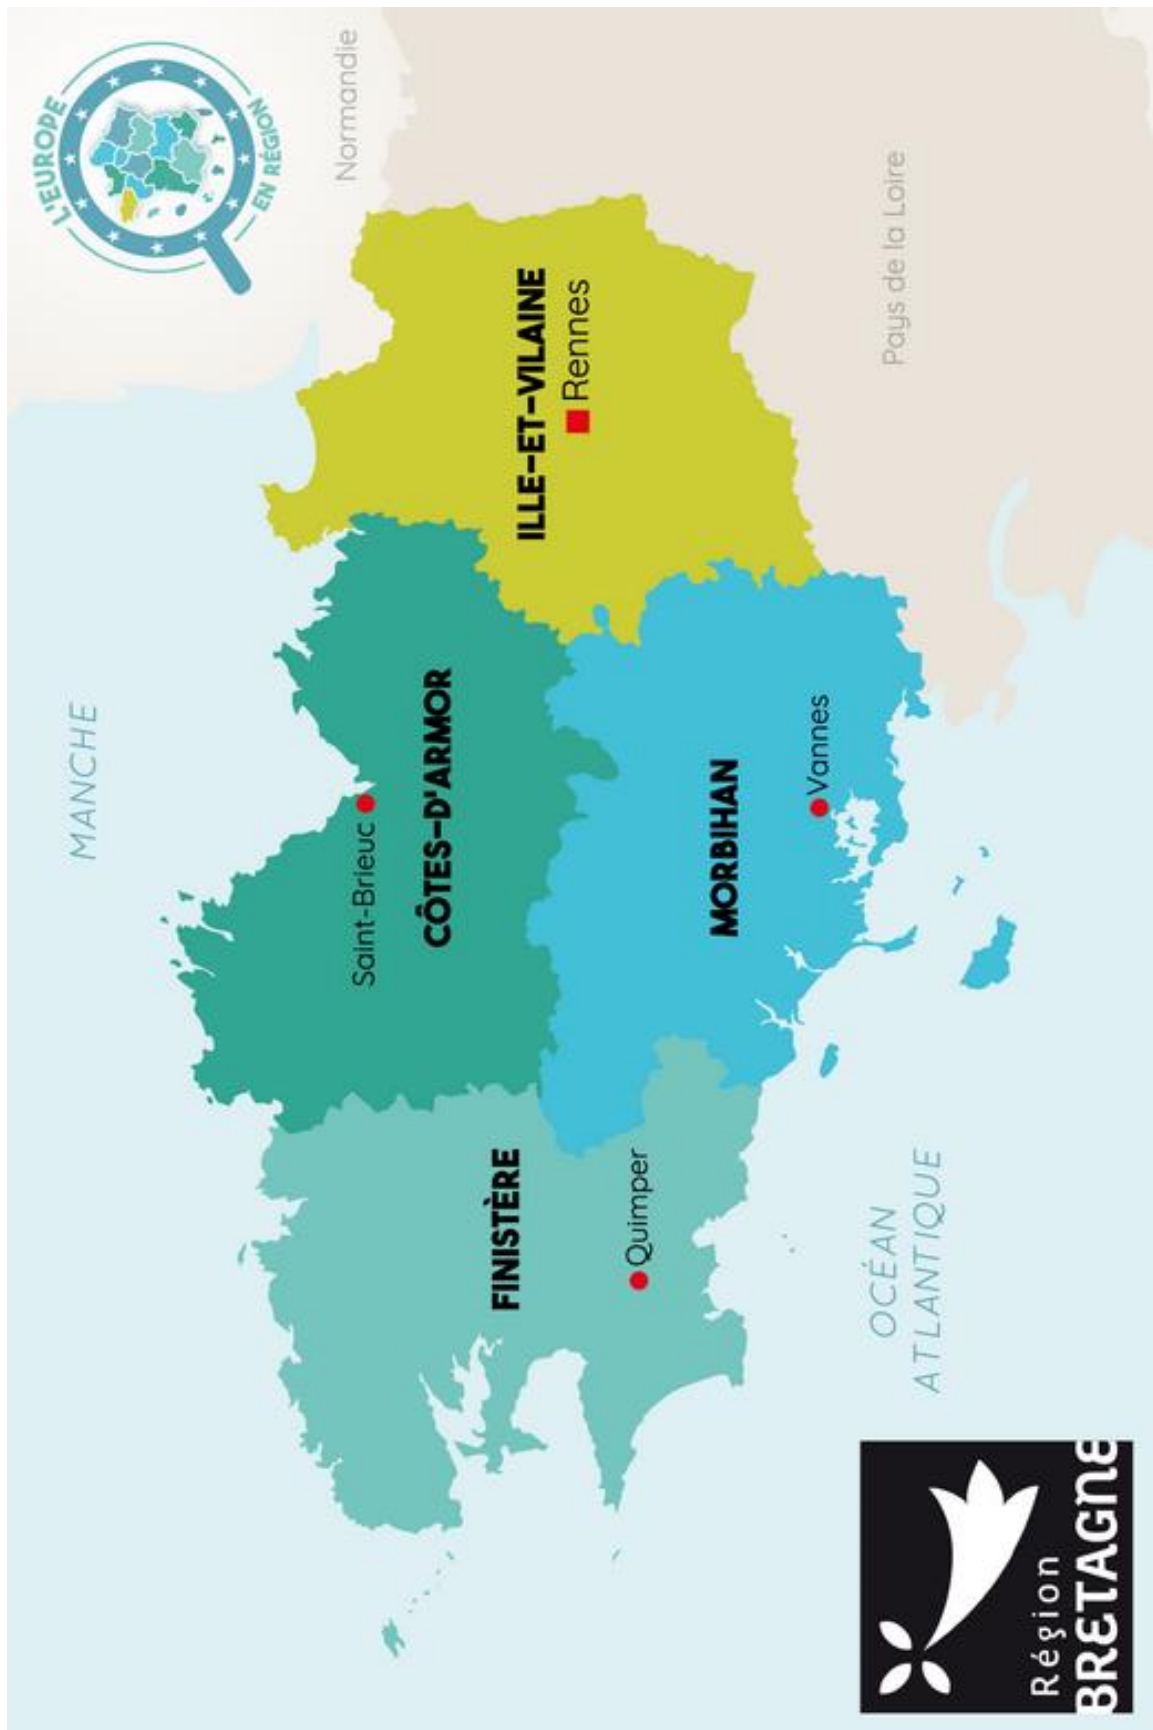 L'EUROPE
EN RÉGION
Normandie
MANCHE
Saint-Brieuc
CÔTES-D'ARMOR
ILLE-ET-VILAINE
Rennes
FINISTÈRE
Quimper
MORBIHAN
Vannes
Pays de la Loire
OCÉAN
ATLANTIQUE
Région
BRETAGNE